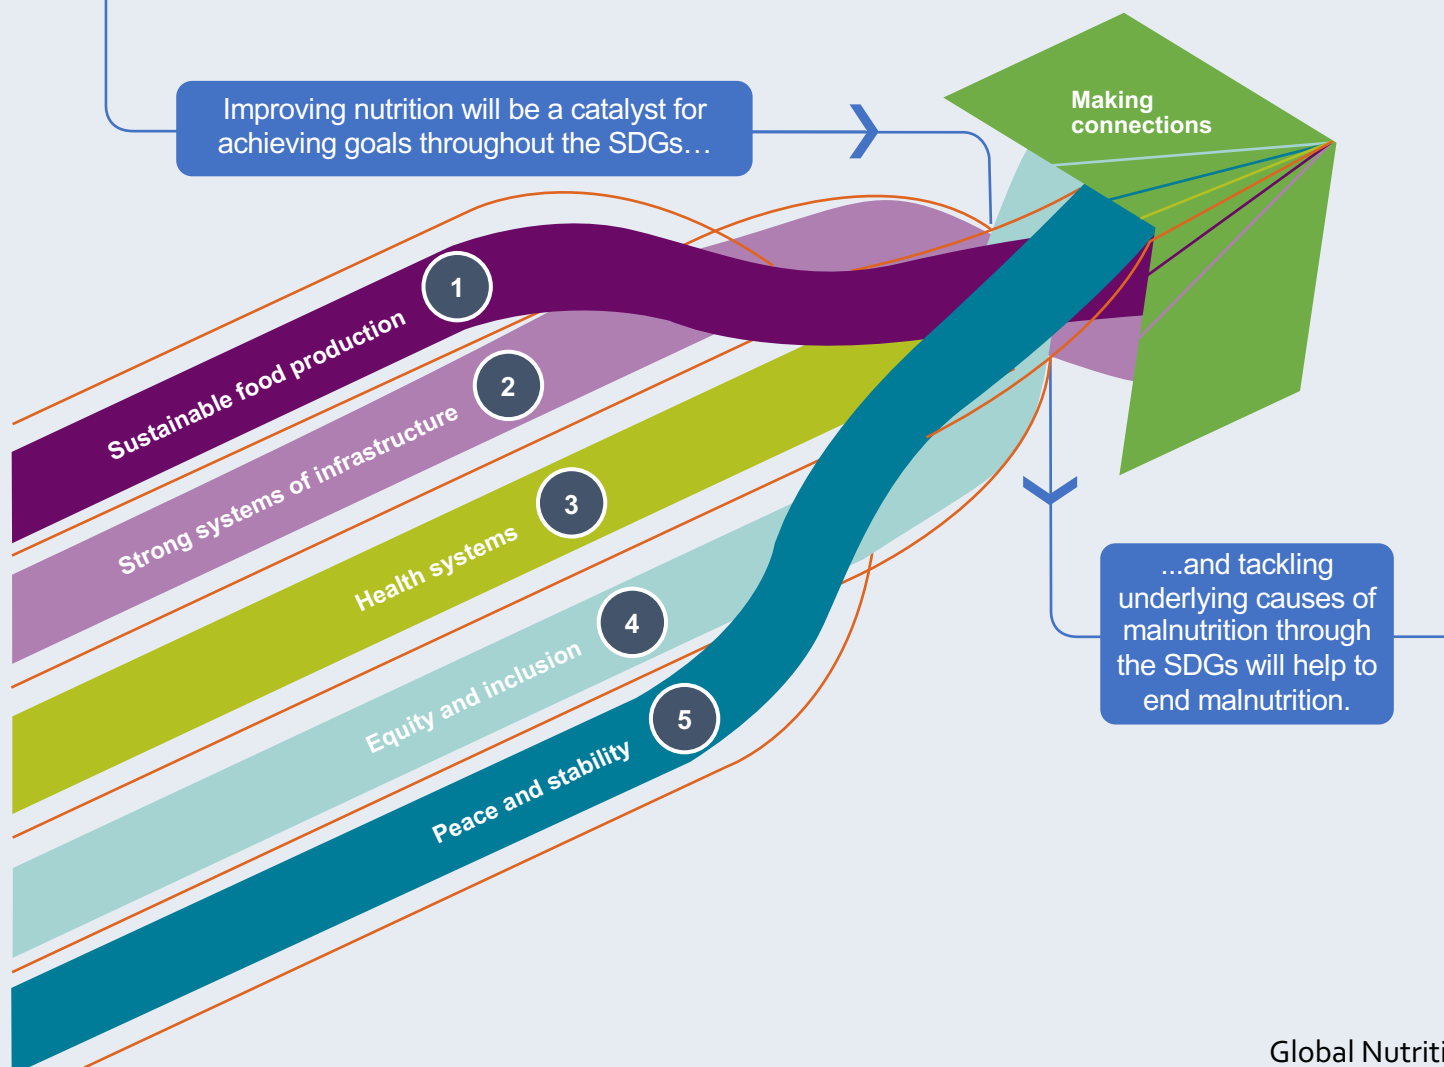 Improving nutrition will be a catalyst for
achieving goals throughout the SDGs…
Making
connections
1
Sustainable food production
2
Strong systems of infrastructure
3
Health systems
4
Equity and inclusion
5
Peace and stability
...and tackling
underlying causes of
malnutrition through
the SDGs will help to
end malnutrition.
Global Nutriti